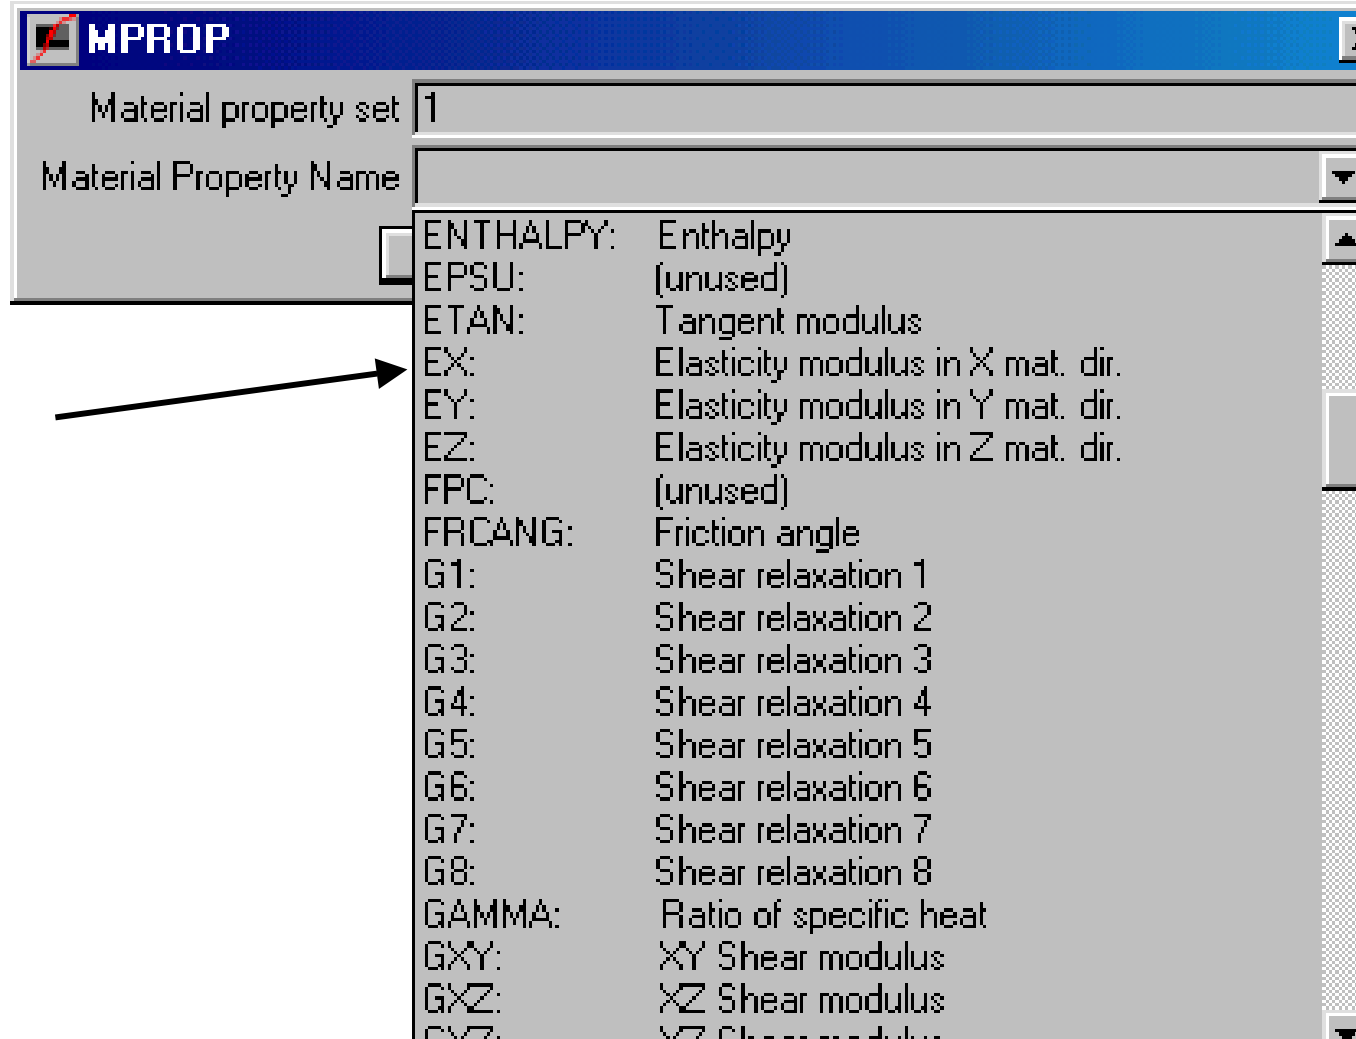 MPROP
Material property set 1
Material Property Name
ENTHALPY: Enthalpy
EPSU: (unused)
ETAN: Tangent modulus
EX: Elasticity modulus in X mat. dir.
EY: Elasticity modulus in Y mat. dir.
EZ: Elasticity modulus in Z mat. dir.
FPC: (unused)
FRCANG: Friction angle
G1: Shear relaxation 1
G2: Shear relaxation 2
G3: Shear relaxation 3
G4: Shear relaxation 4
G5: Shear relaxation 5
G6: Shear relaxation 6
G7: Shear relaxation 7
G8: Shear relaxation 8
GAMMA: Ratio of specific heat
GXY: XY Shear modulus
GXZ: XZ Shear modulus
Shear modulus